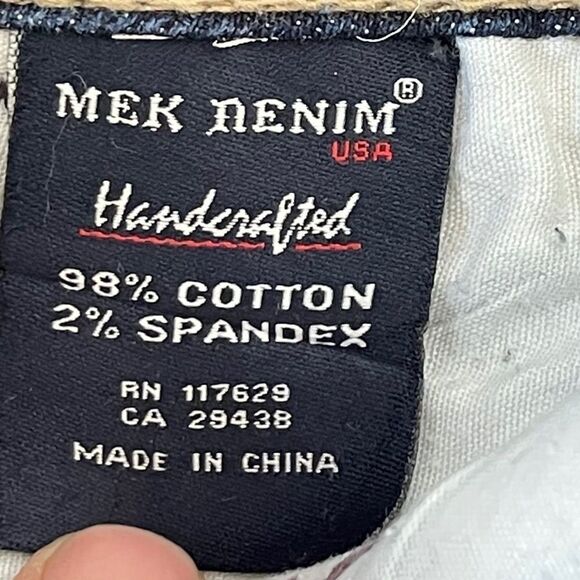 MEK DENIM®
USA
Handcrafted
98% COTTON
2% SPANDEX
RN 117629
CA 29438
MADE IN CHINA